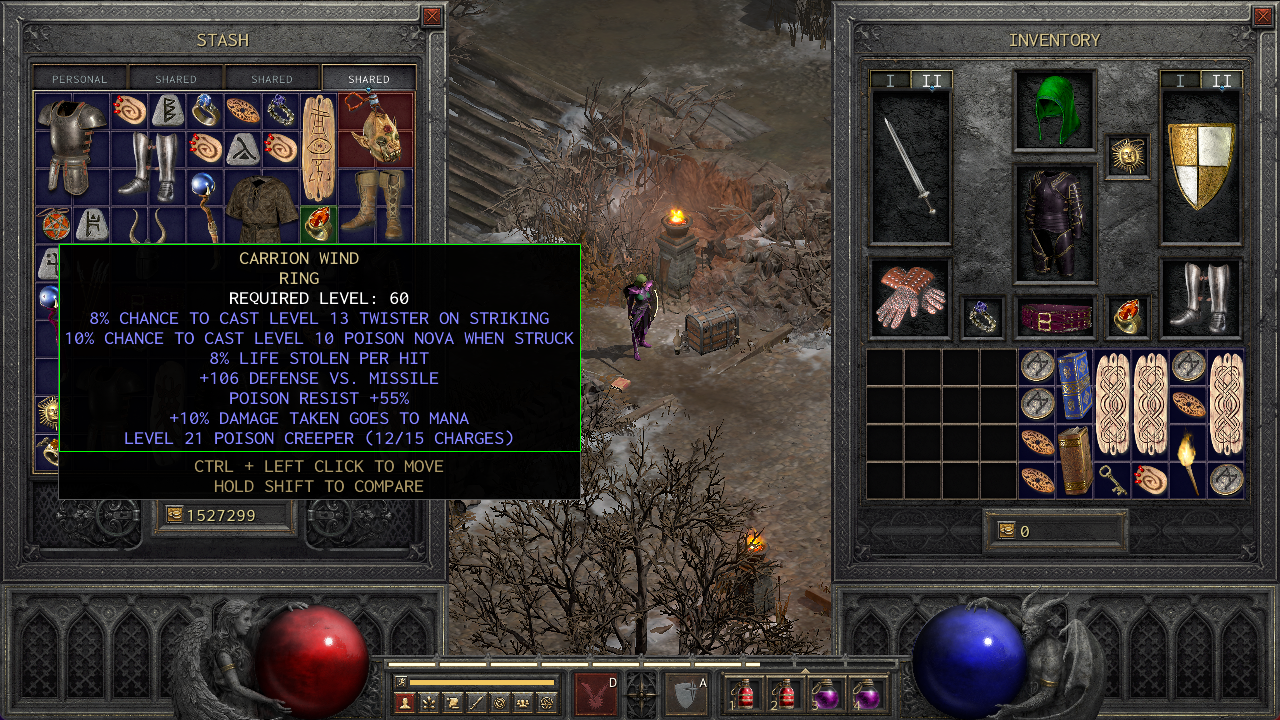 STASH
PERSONAL
SHARED
SHARED
SHARED
CARRION WIND
RING
REQUIRED LEVEL: 60
8% CHANCE TO CAST LEVEL 13 TWISTER ON STRIKING
10% CHANCE TO CAST LEVEL 10 POISON NOVA WHEN STRUCK
8% LIFE STOLEN PER HIT
+106 DEFENSE VS. MISSILE
POISON RESIST +55%
+10% DAMAGE TAKEN GOES TO MANA
LEVEL 21 POISON CREEPER (12/15 CHARGES)
CTRL + LEFT CLICK TO MOVE
HOLD SHIFT TO COMPARE
1527299
INVENTORY
I
II
I
II
0
D
A
1
2
3
4